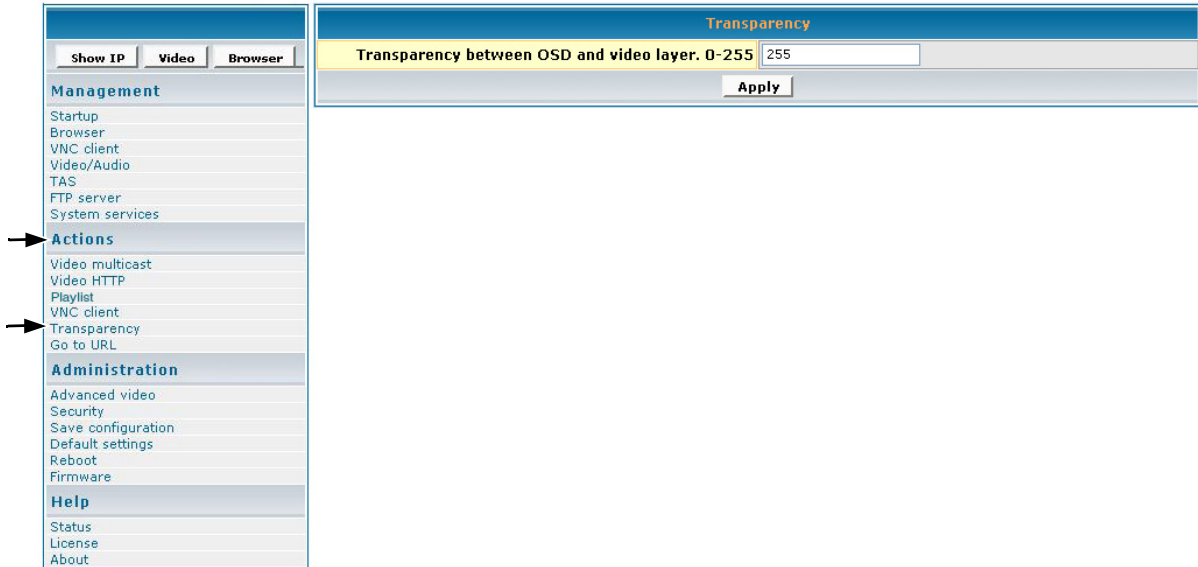 Show IP Video Browser
Management
Startup
Browser
VNC client
Video/Audio
TAS
FTP server
System services
Actions
Video multicast
Video HTTP
Playlist
VNC client
Transparency
Go to URL
Administration
Advanced video
Security
Save configuration
Default settings
Reboot
Firmware
Help
Status
License
About
Transparency
Transparency between OSD and video layer. 0-255 255
Apply